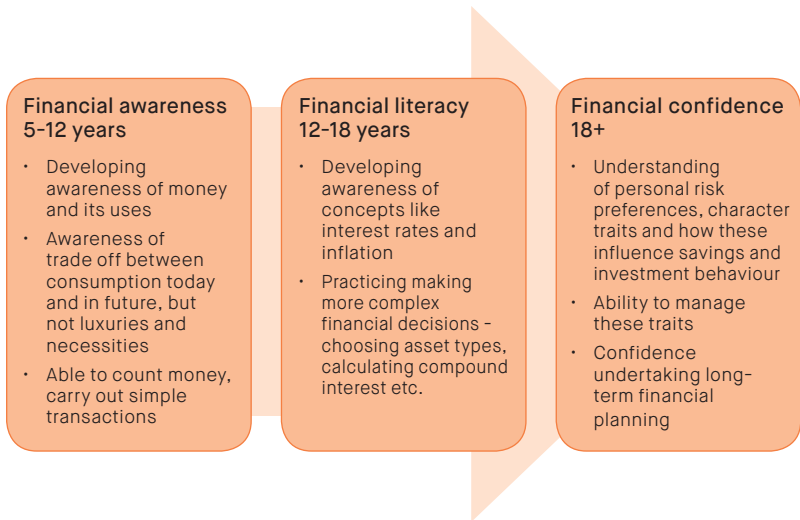 Financial awareness
5-12 years
• Developing
awareness of money
and its uses
• Awareness of
trade off between
consumption today
and in future, but
not luxuries and
necessities
• Able to count money,
carry out simple
transactions
Financial literacy
12-18 years
• Developing
awareness of
concepts like
interest rates and
inflation
• Practicing making
more complex
financial decisions -
choosing asset types,
calculating compound
interest etc.
Financial confidence
18+
• Understanding
of personal risk
preferences, character
traits and how these
influence savings and
investment behaviour
• Ability to manage
these traits
• Confidence
undertaking long-
term financial
planning